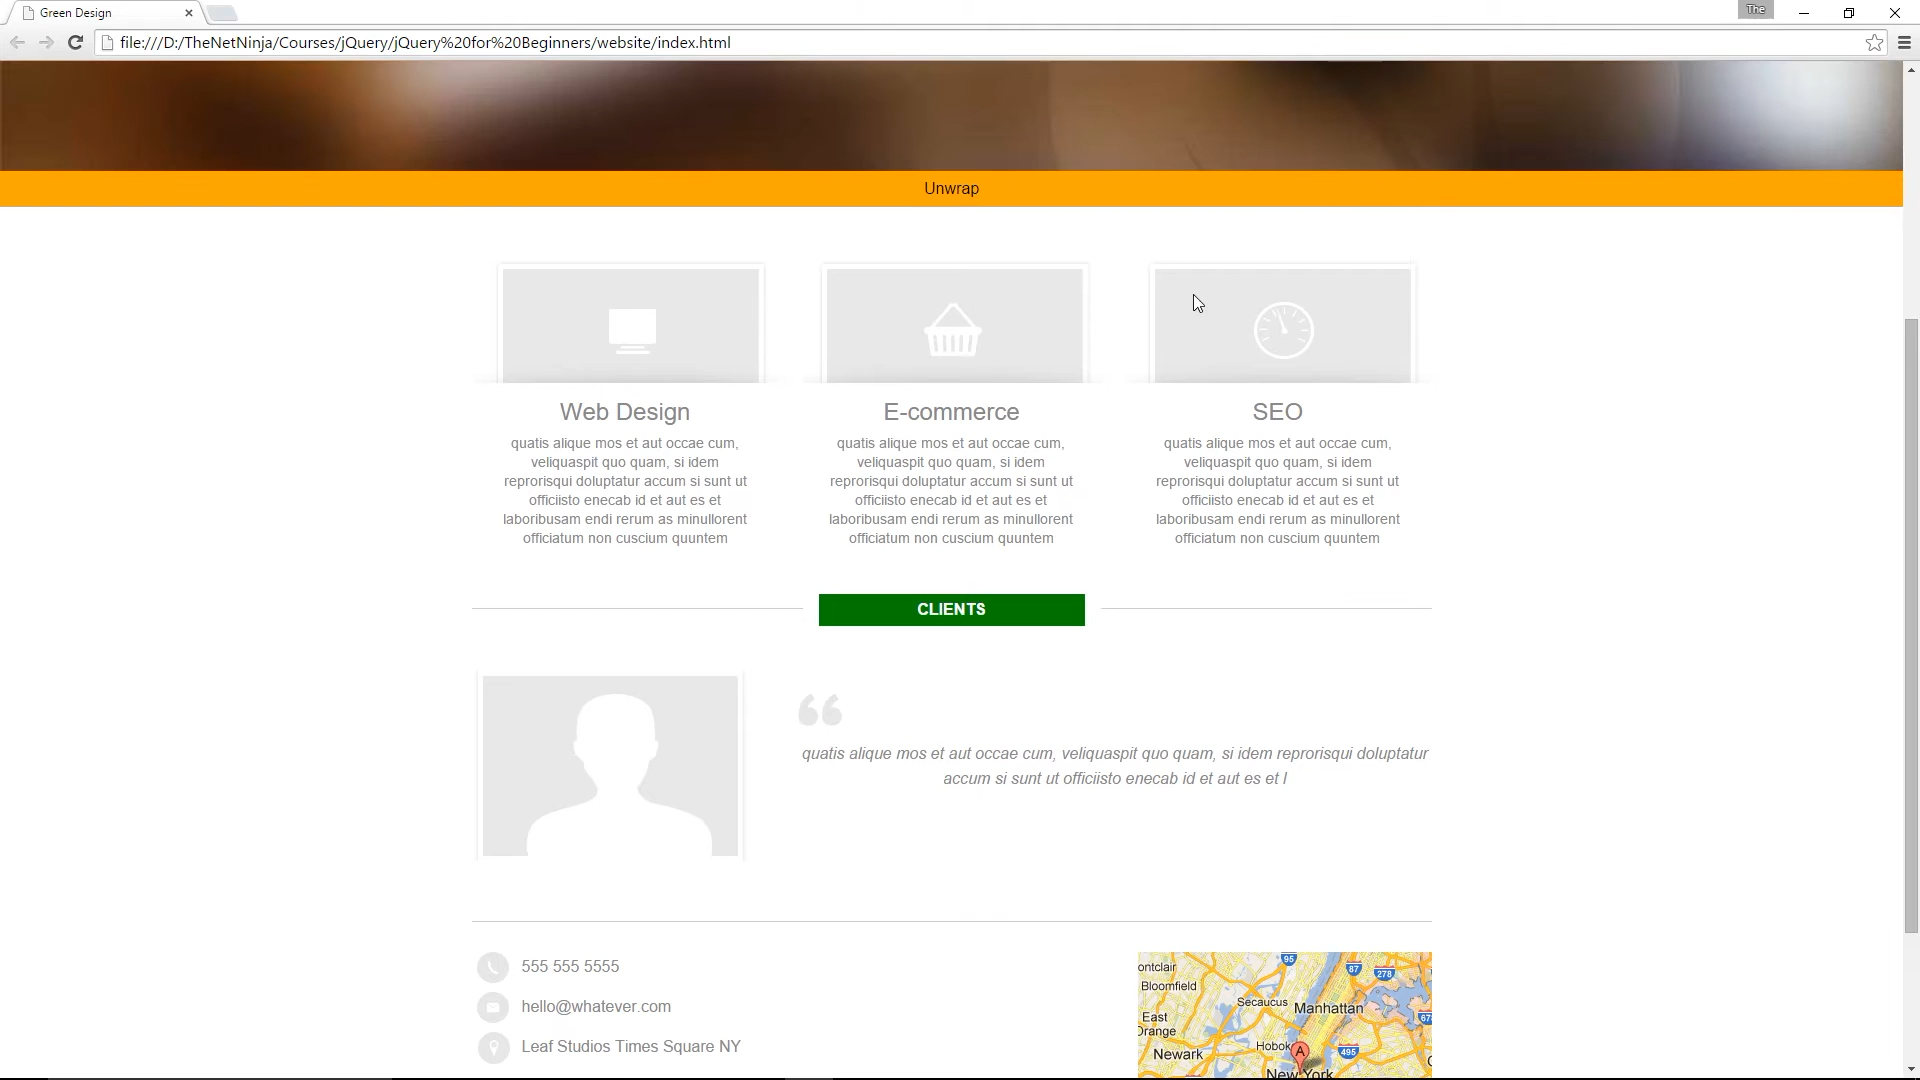 Green Design
The
file:///D:/TheNetNinja/Courses/jQuery/jQuery%20for%20Beginners/website/index.html
Unwrap
Web Design
quatis alique mos et aut occae cum,
veliquaspit quo quam, si idem
reprorisqui doluptatur accum si sunt ut
officiisto enecab id et aut es et
laboribusam endi rerum as minullorent
officiatum non cuscium quuntem
E-commerce
quatis alique mos et aut occae cum,
veliquaspit quo quam, si idem
reprorisqui doluptatur accum si sunt ut
officiisto enecab id et aut es et
laboribusam endi rerum as minullorent
officiatum non cuscium quuntem
SEO
quatis alique mos et aut occae cum,
veliquaspit quo quam, si idem
reprorisqui doluptatur accum si sunt ut
officiisto enecab id et aut es et
laboribusam endi rerum as minullorent
officiatum non cuscium quuntem
CLIENTS
“
quatis alique mos et aut occae cum, veliquaspit quo quam, si idem reprorisqui doluptatur
accum si sunt ut officiisto enecab id et aut es et l
555 555 5555
hello@whatever.com
Leaf Studios Times Square NY
95
ontclair
87
278
Bloomfield
Secaucus
Manhattan
East
Orange
678
Hobok
A
495
Newark
New York